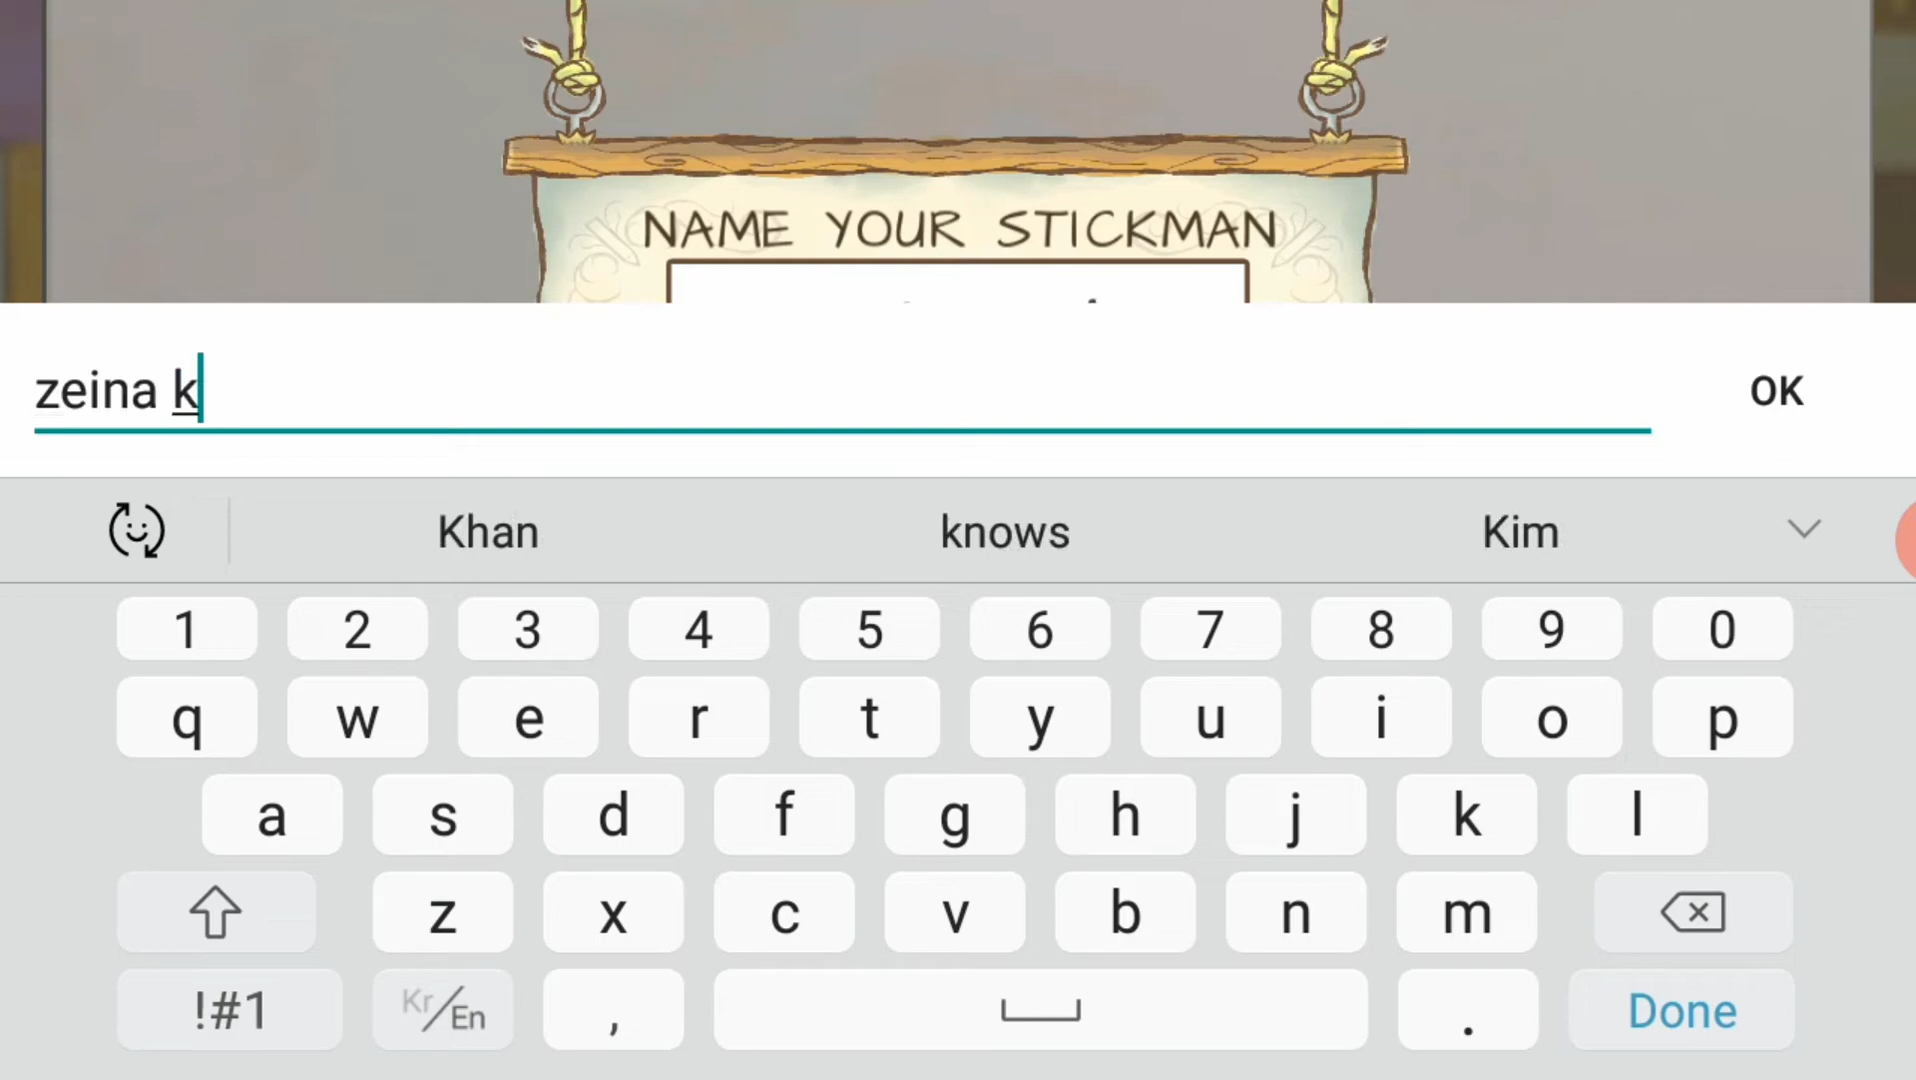 NAME YOUR STICKMAN
zeina k
OK
Khan knows Kim
1 2 3 4 5 6 7 8 9 0
q w e r t y u i o p
a s d f g h j k l
z x c v b n m
!#1 Kr/En , . Done